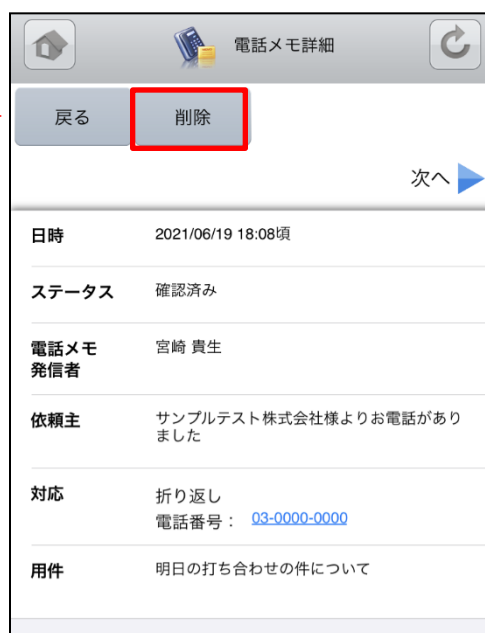 電話メモ詳細
戻る
削除
次へ
日時 2021/06/19 18:08頃
ステータス 確認済み
電話メモ 宮崎 貴生
発信者
依頼主 サンプルテスト株式会社様よりお電話があり
ました
対応 折り返し
電話番号： 03-0000-0000
用件 明日の打ち合わせの件について